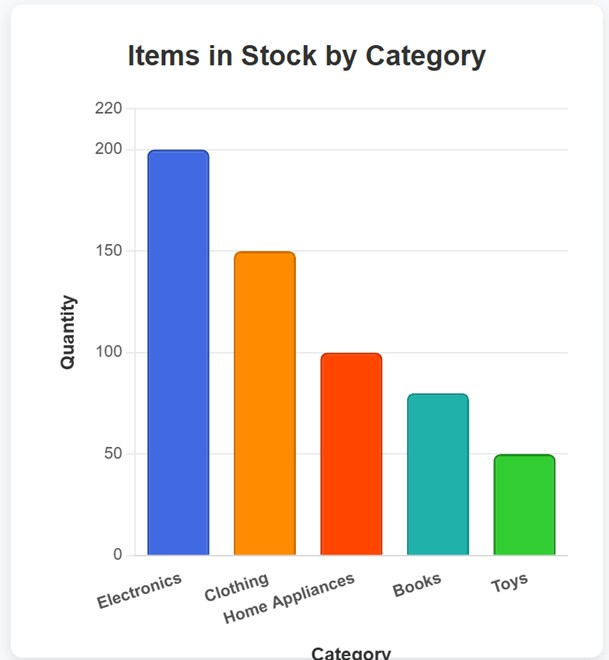 Items in Stock by Category
220
200
150
100
50
0
Quantity
Electronics
Clothing
Home Appliances
Books
Toys
Category